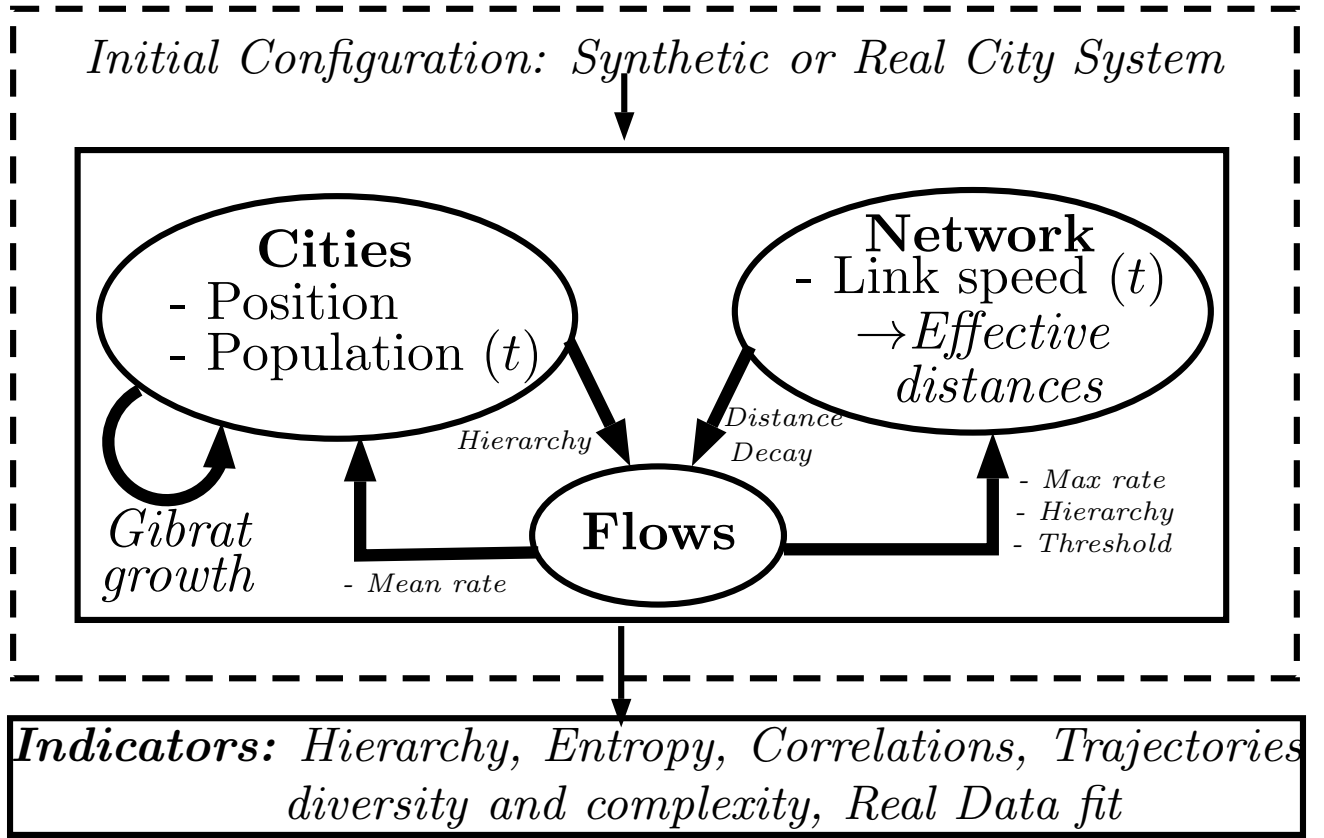 Initial Configuration: Synthetic or Real City System
Cities
- Position
- Population (t)
Network
- Link speed (t)
→Effective
distances
Hierarchy
Distance
Decay
Flows
- Max rate
- Hierarchy
- Threshold
Gibrat
growth
- Mean rate
Indicators: Hierarchy, Entropy, Correlations, Trajectories
diversity and complexity, Real Data fit